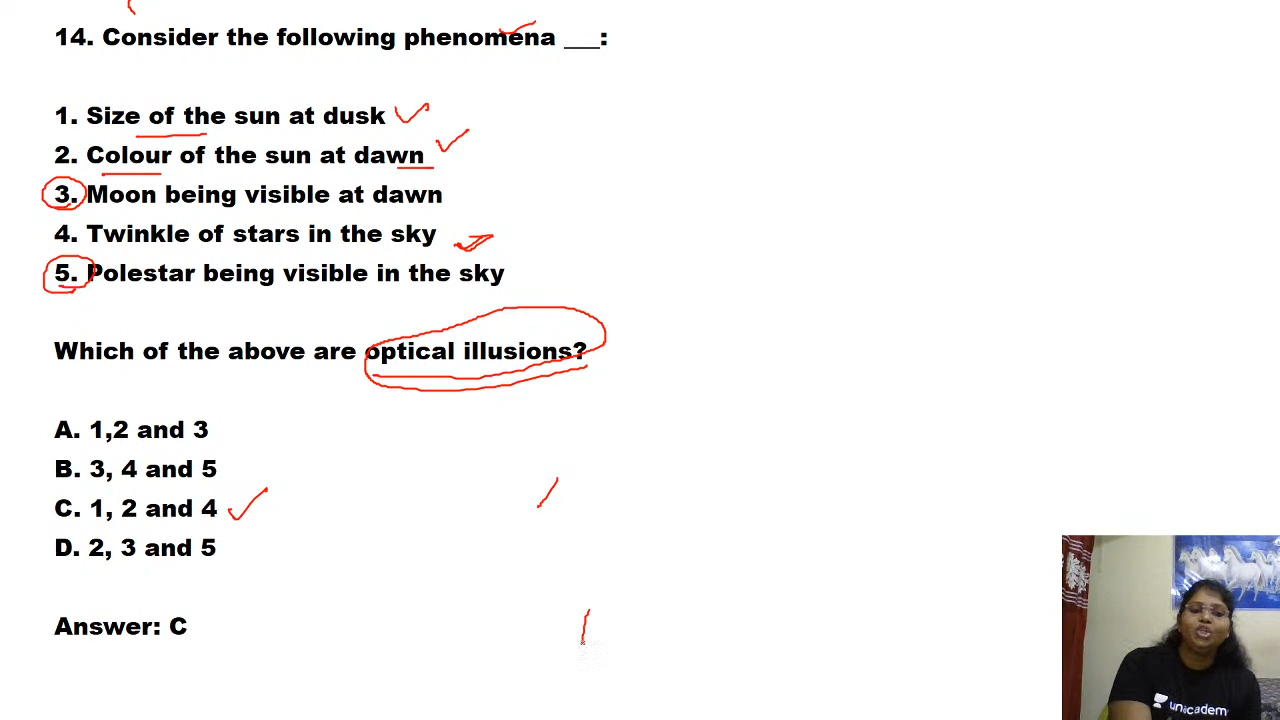 14. Consider the following phenomena ___:
1. Size of the sun at dusk
2. Colour of the sun at dawn
3. Moon being visible at dawn
4. Twinkle of stars in the sky
5. Polestar being visible in the sky
Which of the above are optical illusions?
A. 1,2 and 3
B. 3, 4 and 5
C. 1, 2 and 4
D. 2, 3 and 5
Answer: C
unacademy